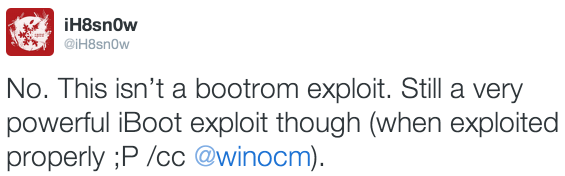 iH8sn0w
@iH8sn0w
No. This isn’t a bootrom exploit. Still a very
powerful iBoot exploit though (when exploited
properly ;P /cc @winocm).